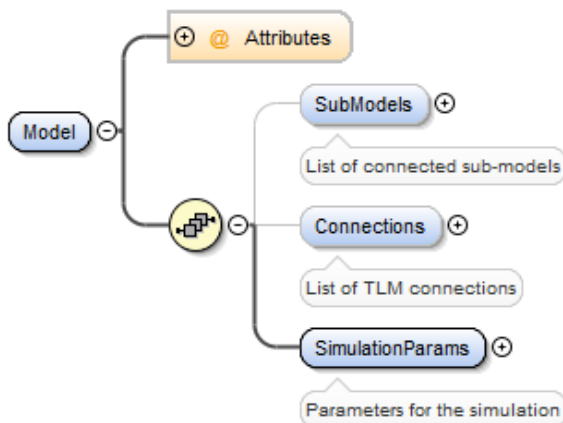 @ Attributes
Model
SubModels
List of connected sub-models
Connections
List of TLM connections
SimulationParams
Parameters for the simulation